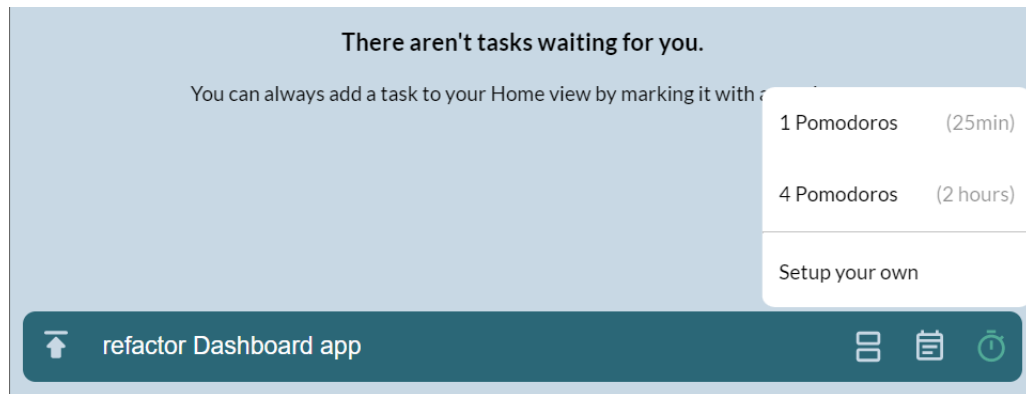 There aren't tasks waiting for you.
You can always add a task to your Home view by marking it with
1 Pomodoros (25min)
4 Pomodoros (2 hours)
Setup your own
refactor Dashboard app